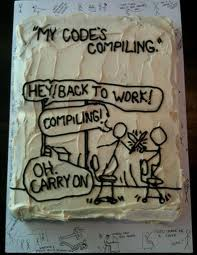 "MY CODE'S
COMPILING."
HEY! BACK TO WORK!
COMPILING!
OH.
CARRY ON